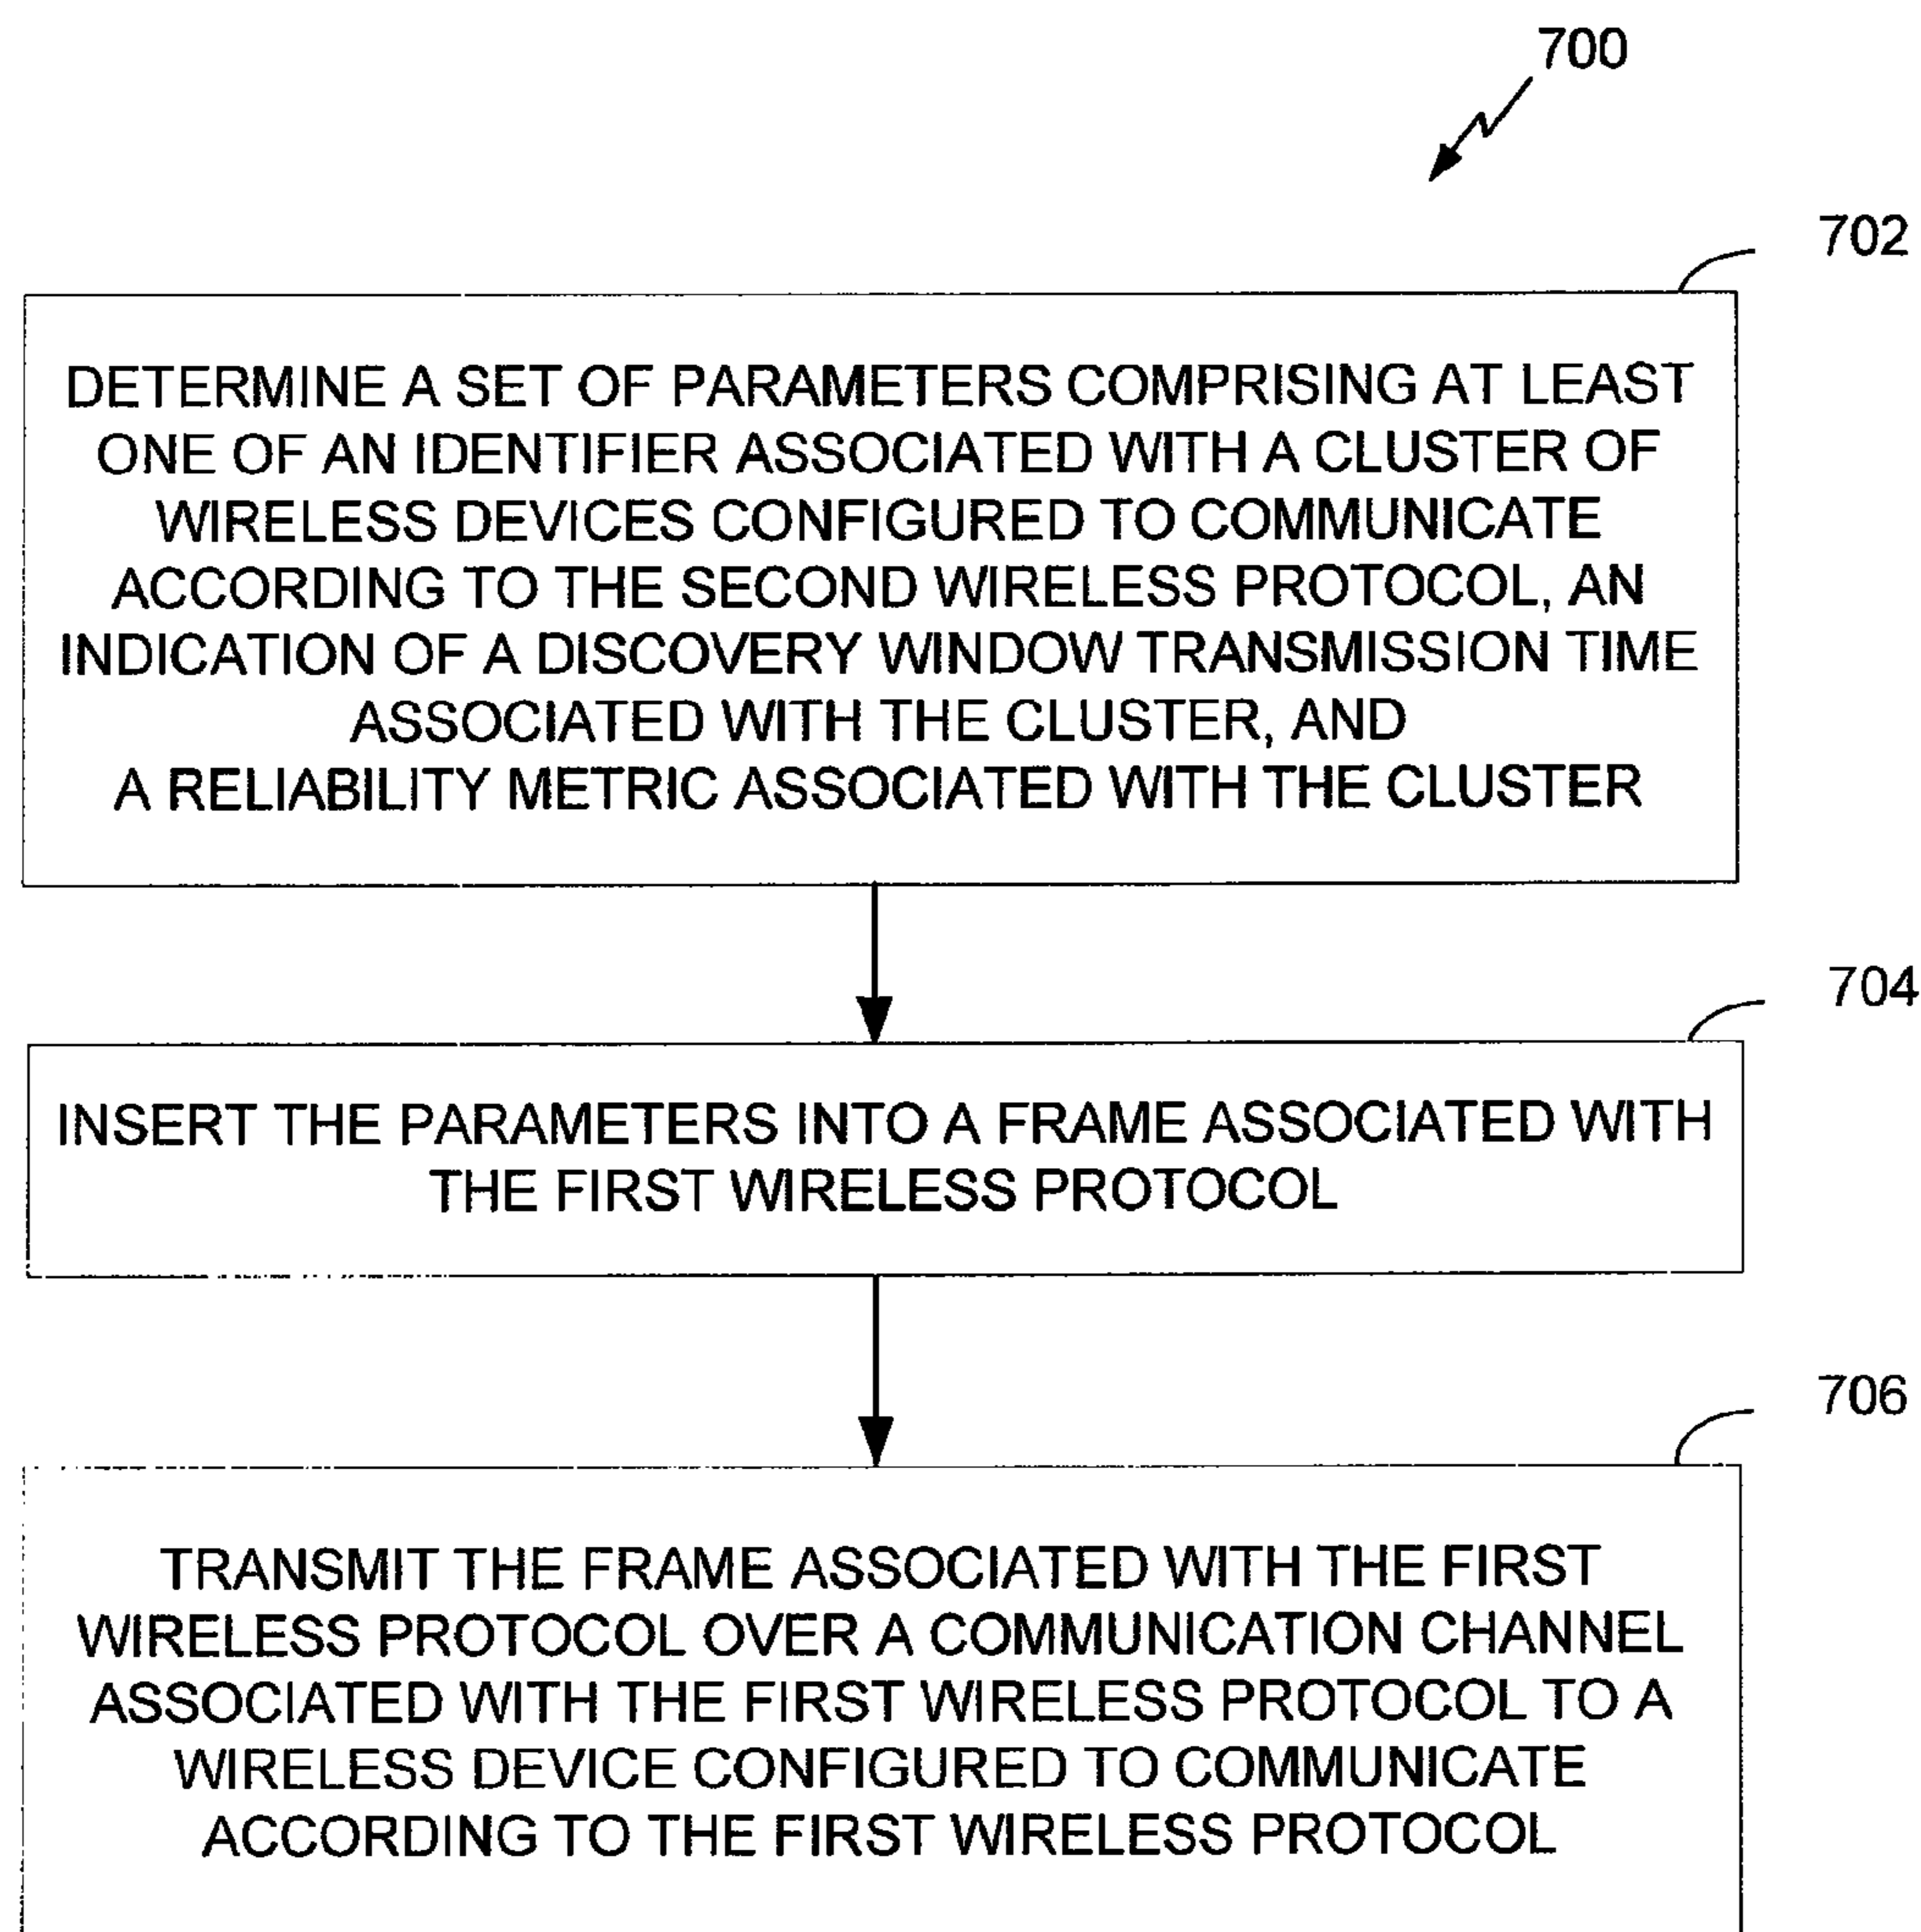 700
702
DETERMINE A SET OF PARAMETERS COMPRISING AT LEAST
ONE OF AN IDENTIFIER ASSOCIATED WITH A CLUSTER OF
WIRELESS DEVICES CONFIGURED TO COMMUNICATE
ACCORDING TO THE SECOND WIRELESS PROTOCOL, AN
INDICATION OF A DISCOVERY WINDOW TRANSMISSION TIME
ASSOCIATED WITH THE CLUSTER, AND
A RELIABILITY METRIC ASSOCIATED WITH THE CLUSTER
704
INSERT THE PARAMETERS INTO A FRAME ASSOCIATED WITH
THE FIRST WIRELESS PROTOCOL
706
TRANSMIT THE FRAME ASSOCIATED WITH THE FIRST
WIRELESS PROTOCOL OVER A COMMUNICATION CHANNEL
ASSOCIATED WITH THE FIRST WIRELESS PROTOCOL TO A
WIRELESS DEVICE CONFIGURED TO COMMUNICATE
ACCORDING TO THE FIRST WIRELESS PROTOCOL